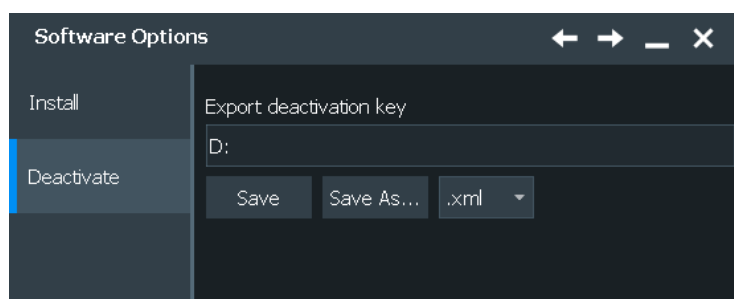 Software Options
Install
Deactivate
Export deactivation key
D:
Save Save As... .xml